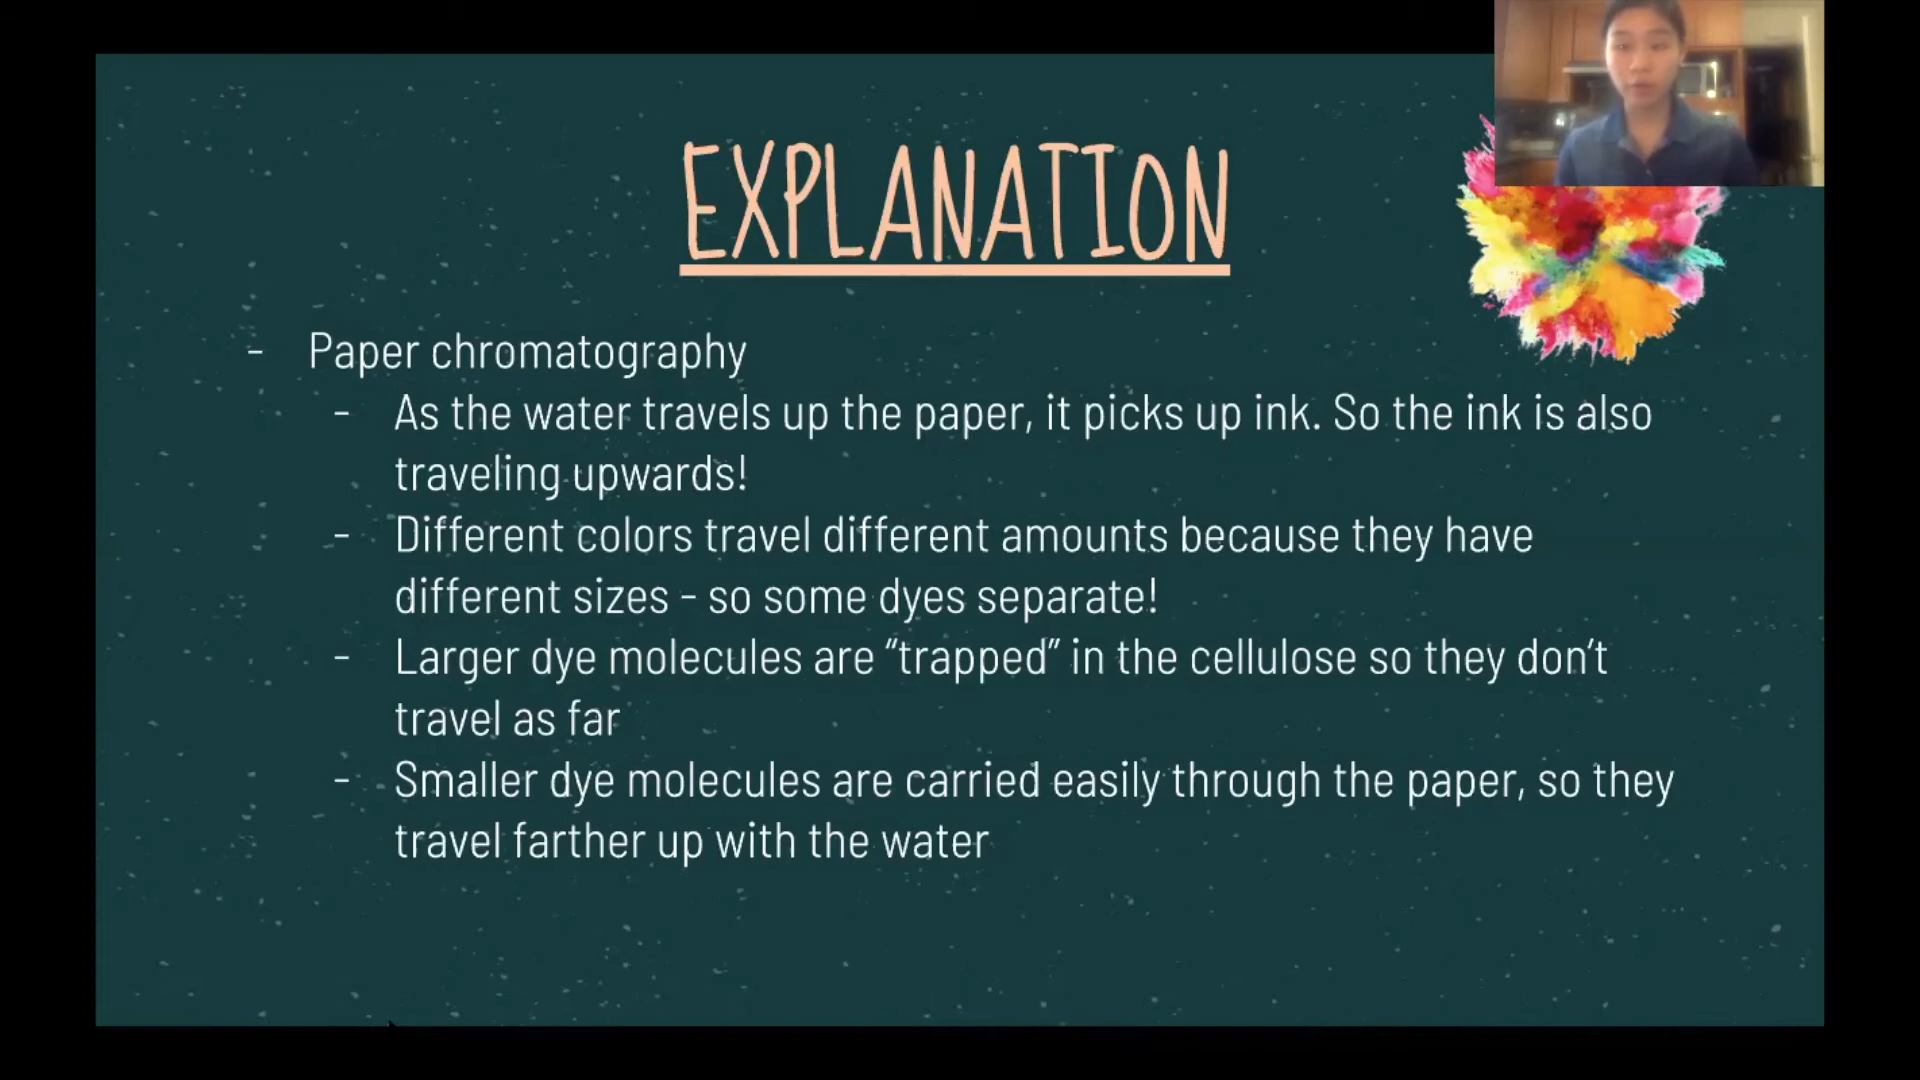 EXPLANATION
- Paper chromatography
- As the water travels up the paper, it picks up ink. So the ink is also
traveling upwards!
- Different colors travel different amounts because they have
different sizes - so some dyes separate!
- Larger dye molecules are “trapped” in the cellulose so they don’t
travel as far
- Smaller dye molecules are carried easily through the paper, so they
travel farther up with the water